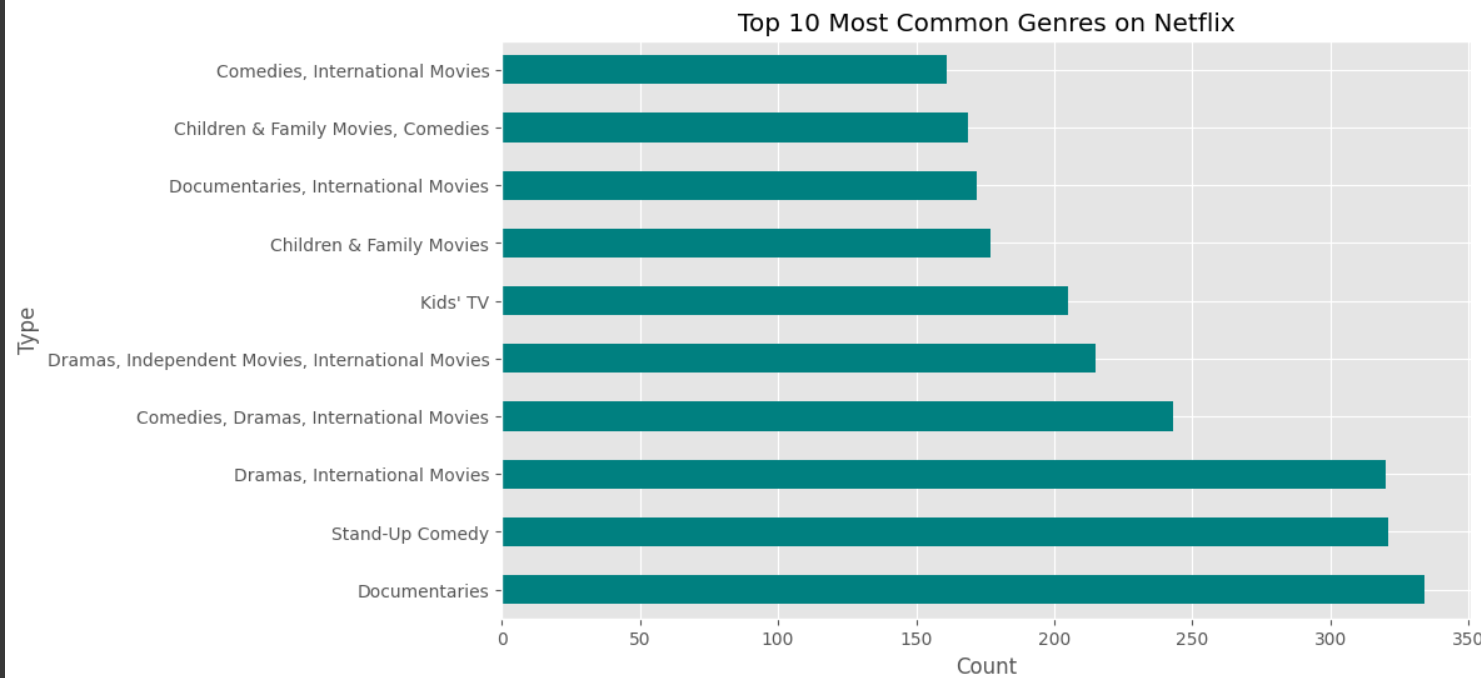 Top 10 Most Common Genres on Netflix
Comedies, International Movies
Children & Family Movies, Comedies
Documentaries, International Movies
Children & Family Movies
Kids' TV
Dramas, Independent Movies, International Movies
Comedies, Dramas, International Movies
Dramas, International Movies
Stand-Up Comedy
Documentaries
Type
0 50 100 150 200 250 300 350
Count